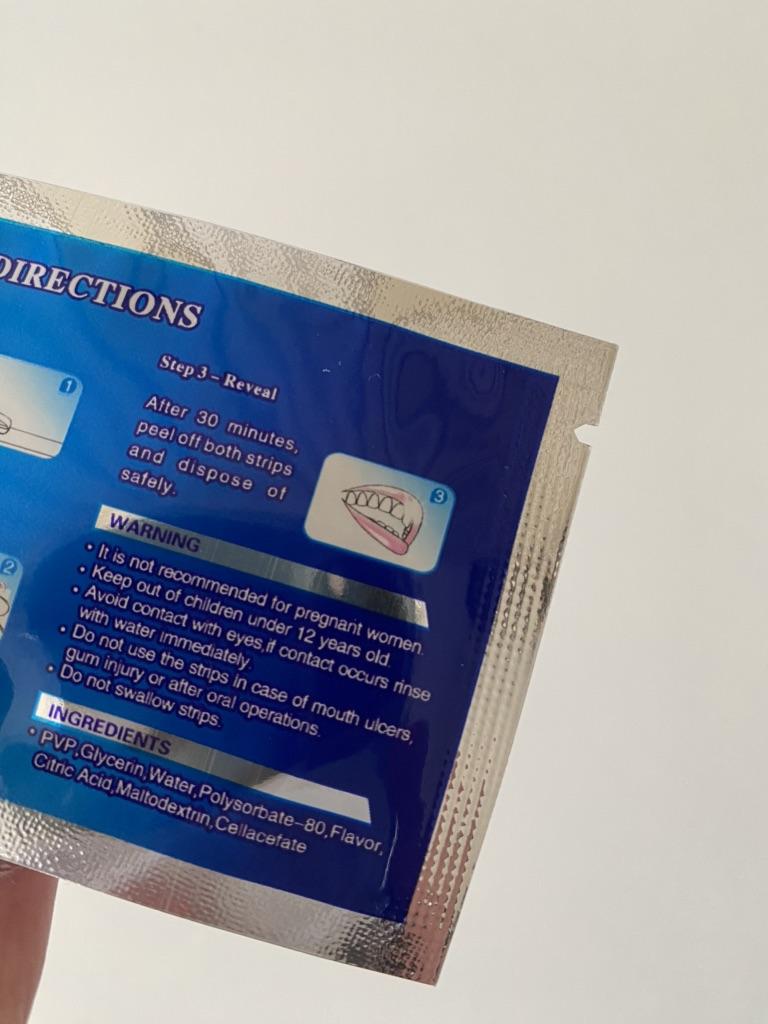 DIRECTIONS
1
Step 3 – Reveal
After 30 minutes,
peel off both strips
and dispose of
safely.
3
2
WARNING
• It is not recommended for pregnant women.
• Keep out of children under 12 years old
• Avoid contact with eyes,if contact occurs rinse
with water immediately.
• Do not use the strips in case of mouth ulcers,
gum injury or after oral operations.
• Do not swallow strips.
INGREDIENTS
• PVP,Glycerin,Water,Polysorbate–80,Flavor,
Citric Acid,Maltodextrin,Cellacefate